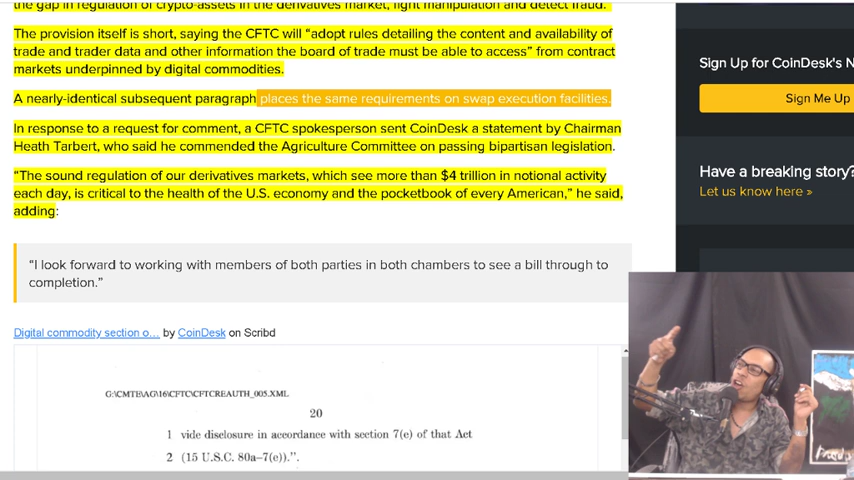 the gap in regulation of crypto-assets in the derivatives market, fight manipulation and detect fraud.
The provision itself is short, saying the CFTC will “adopt rules detailing the content and availability of
trade and trader data and other information the board of trade must be able to access” from contract
markets underpinned by digital commodities.
A nearly-identical subsequent paragraph places the same requirements on swap execution facilities.
In response to a request for comment, a CFTC spokesperson sent CoinDesk a statement by Chairman
Heath Tarbert, who said he commended the Agriculture Committee on passing bipartisan legislation.
“The sound regulation of our derivatives markets, which see more than $4 trillion in notional activity
each day, is critical to the health of the U.S. economy and the pocketbook of every American,” he said,
adding:
“I look forward to working with members of both parties in both chambers to see a bill through to
completion.”
Digital commodity section o... by CoinDesk on Scribd
G:\CMTE\AG\16\CFTC\CFTCREAUTH_005.XML
20
1 vide disclosure in accordance with section 7(e) of that Act
2 (15 U.S.C. 80a–7(e)).”.
Sign Up for CoinDesk's N
Sign Me Up
Have a breaking story?
Let us know here »